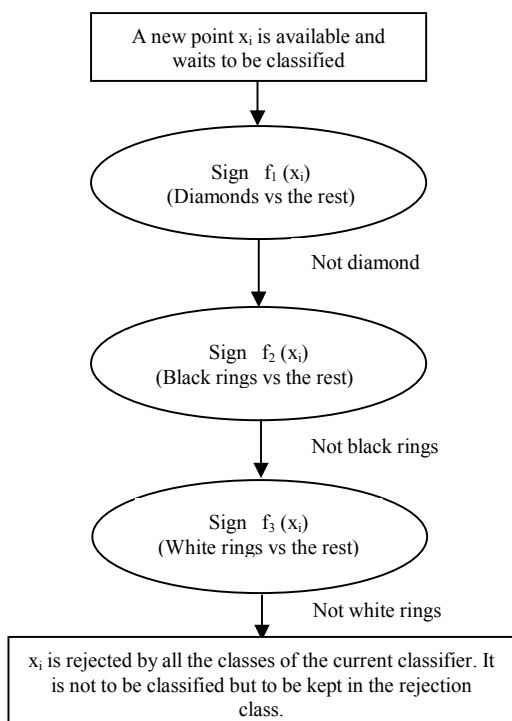 A new point xᵢ is available and
waits to be classified
Sign f₁ (xᵢ)
(Diamonds vs the rest)
Not diamond
Sign f₂ (xᵢ)
(Black rings vs the rest)
Not black rings
Sign f₃ (xᵢ)
(White rings vs the rest)
Not white rings
xᵢ is rejected by all the classes of the current classifier. It
is not to be classified but to be kept in the rejection
class.